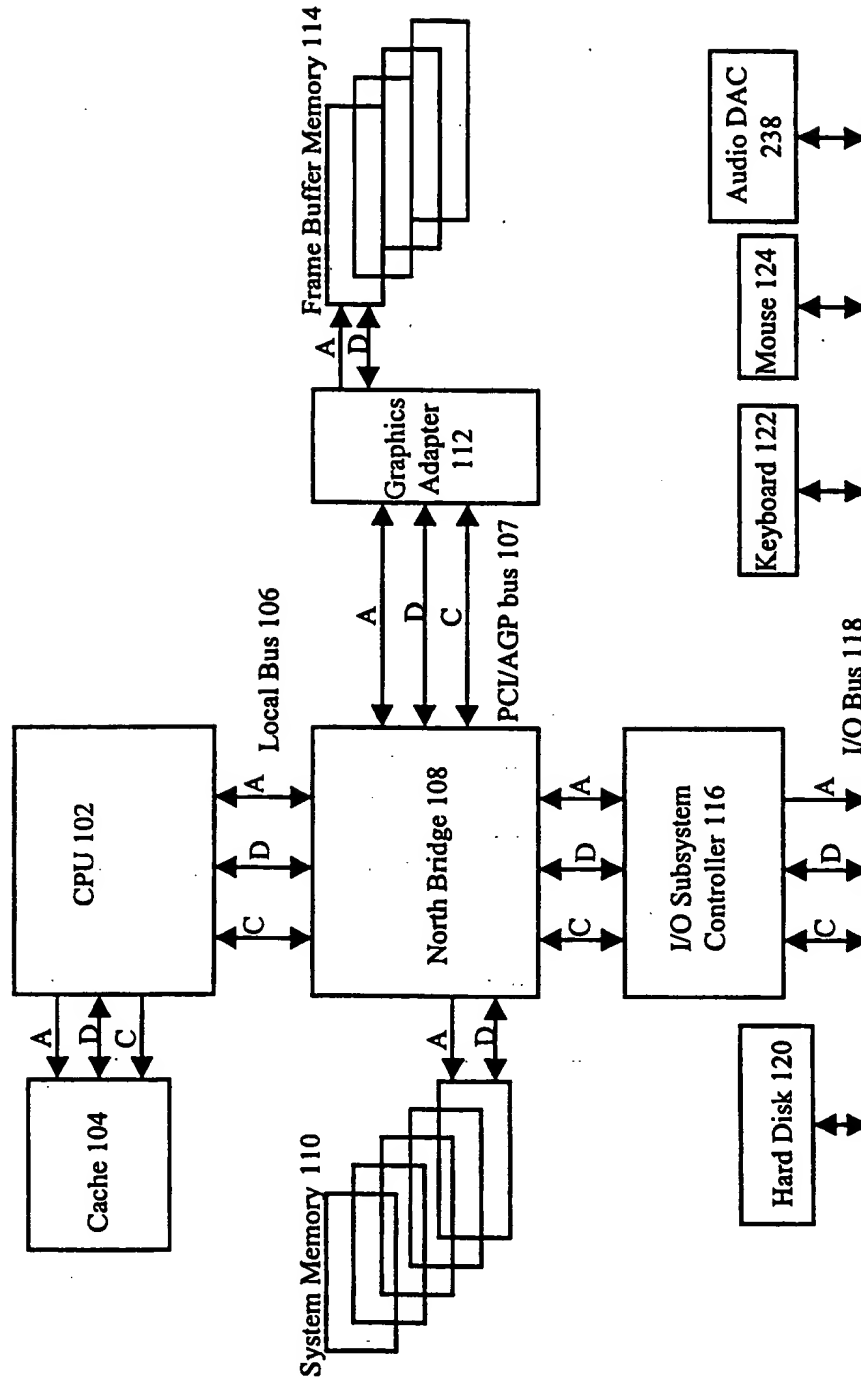 CPU 102
Cache 104
A
D
C
C
D
A
Local Bus 106
North Bridge 108
System Memory 110
A
D
A
D
C
PCI/AGP bus 107
Graphics
Adapter
112
A
D
Frame Buffer Memory 114
C
D
A
I/O Subsystem
Controller 116
C
D
A
I/O Bus 118
Hard Disk 120
Keyboard 122
Mouse 124
Audio DAC
238